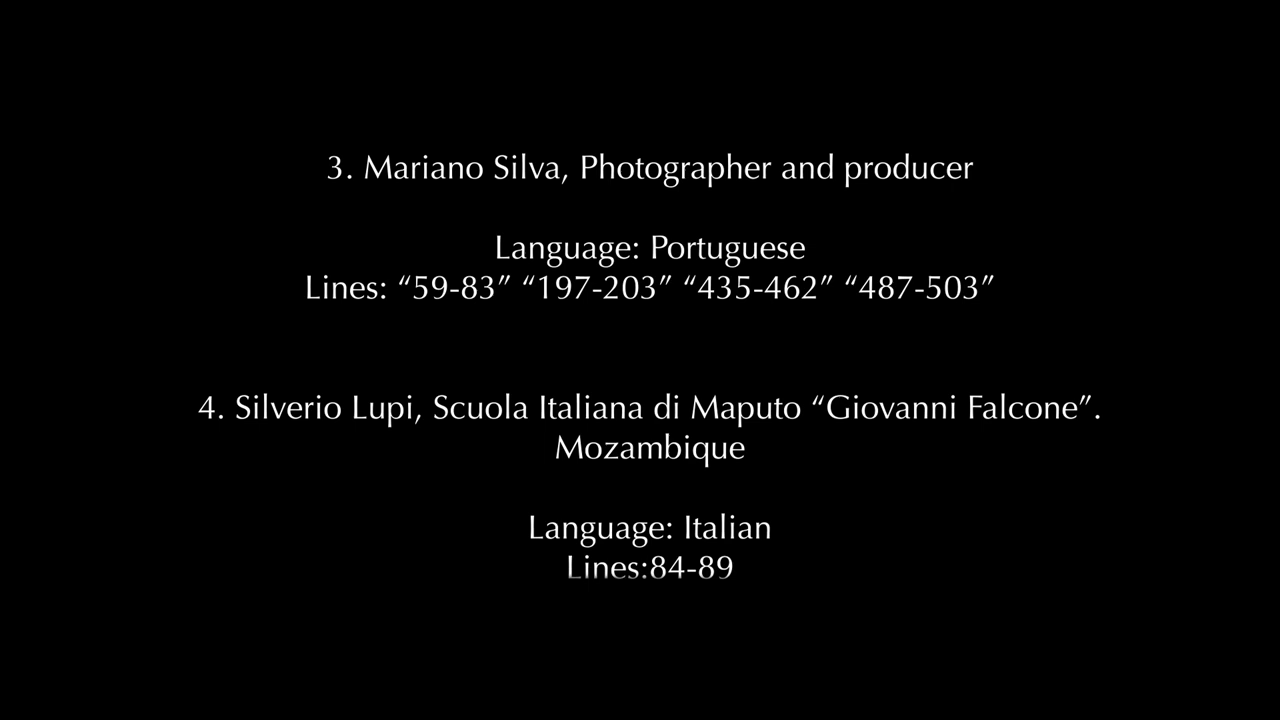 3. Mariano Silva, Photographer and producer
Language: Portuguese
Lines: “59-83” “197-203” “435-462” “487-503”
4. Silverio Lupi, Scuola Italiana di Maputo “Giovanni Falcone”.
Mozambique
Language: Italian
Lines:84-89